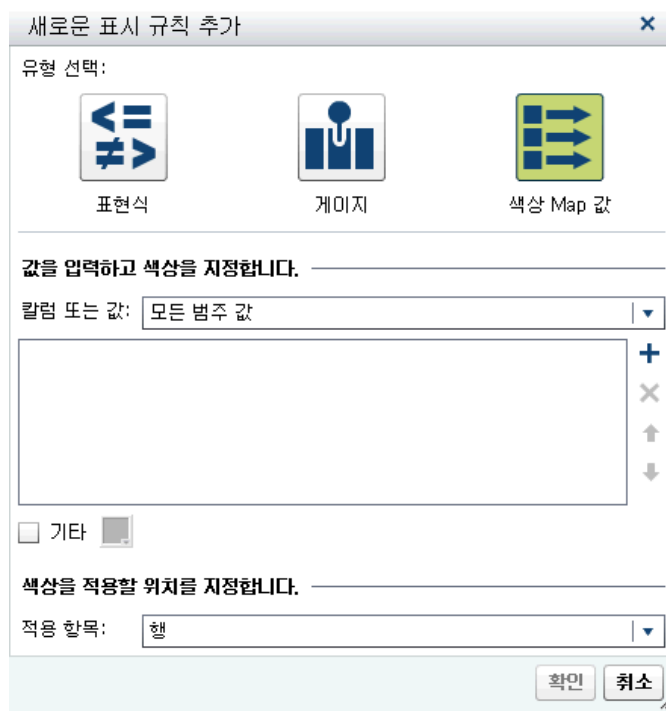 새로운 표시 규칙 추가
유형 선택:
표현식 게이지 색상 Map 값
값을 입력하고 색상을 지정합니다.
칼럼 또는 값: 모든 범주 값
기타
색상을 적용할 위치를 지정합니다.
적용 항목: 행
확인 취소